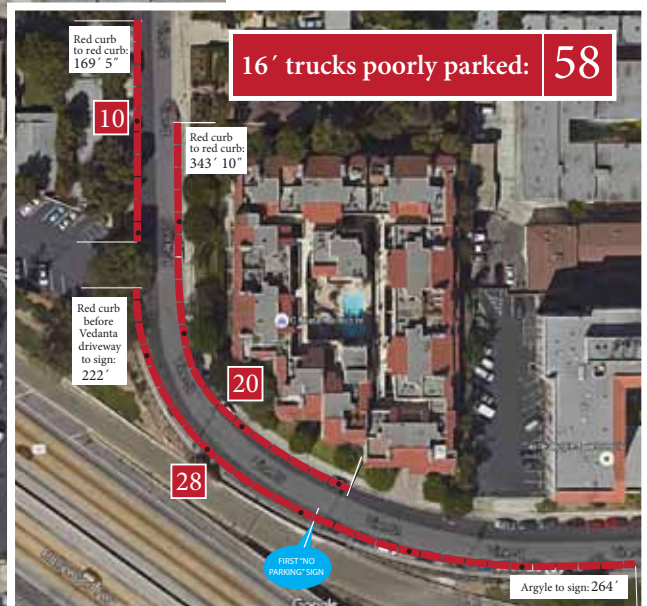 Red curb
to red curb:
169´ 5˝
16´ trucks poorly parked: 58
10
Red curb
to red curb:
343´ 10˝
Red curb
before
Vedanta
driveway
to sign:
222´
20
28
FIRST “NO
PARKING” SIGN
Argyle to sign: 264´
Google